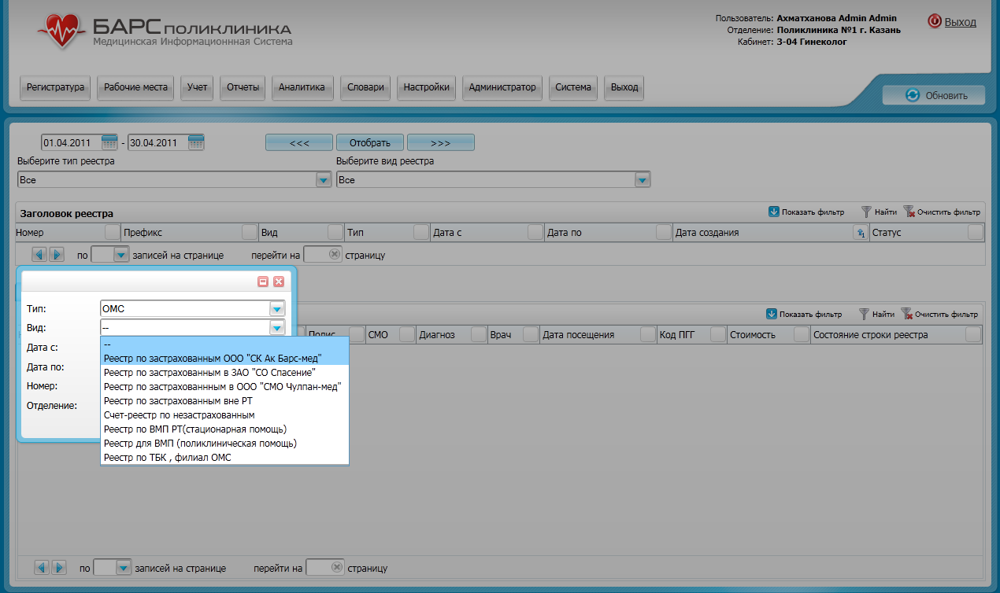 БАРС ПОЛИКЛИНИКА
Медицинская Информационнная Система
Пользователь: Ахматханова Admin Admin
Отделение: Поликлиника №1 г. Казань
Кабинет: 3-04 Гинеколог
Выход
Регистратура Рабочие места Учет Отчеты Аналитика Словари Настройки Администратор Система Выход
Обновить
01.04.2011 - 30.04.2011 <<< Отобрать >>>
Выберите тип реестра Выберите вид реестра
Все Все
Заголовок реестра Показать фильтр Найти Очистить фильтр
Номер Префикс Вид Тип Дата с Дата по Дата создания Статус
по записей на странице перейти на страницу
Тип: ОМС
Вид: --
Дата с:
Дата по:
Номер:
Отделение:
--
Реестр по застрахованным ООО "СК Ак Барс-мед"
Реестр по застрахованным в ЗАО "СО Спасение"
Реестр по застрахованнным в ООО "СМО Чулпан-мед"
Реестр по застрахованным вне РТ
Счет-реестр по незастрахованным
Реестр по ВМП РТ(стационарная помощь)
Реестр для ВМП (поликлиническая помощь)
Реестр по ТБК , филиал ОМС
Показать фильтр Найти Очистить фильтр
Полис СМО Диагноз Врач Дата посещения Код ПГГ Стоимость Состояние строки реестра
по записей на странице перейти на страницу